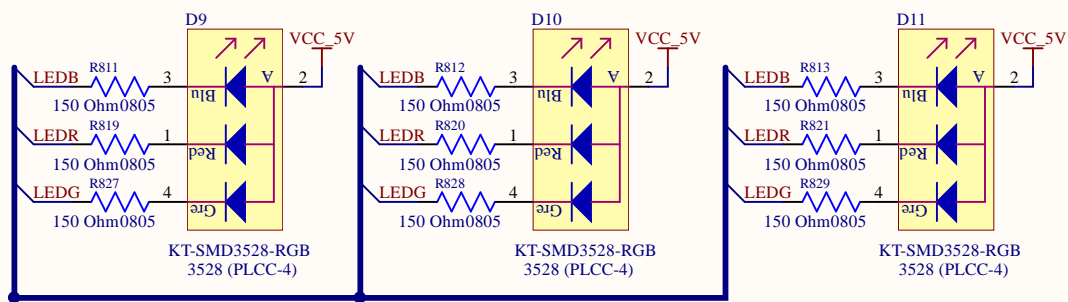 D9
VCC_5V
LEDB
R811
3
Blu
A
2
150 Ohm0805
LEDR
R819
1
Red
150 Ohm0805
LEDG
R827
4
Gre
150 Ohm0805
KT-SMD3528-RGB
3528 (PLCC-4)
D10
VCC_5V
LEDB
R812
3
Blu
A
2
150 Ohm0805
LEDR
R820
1
Red
150 Ohm0805
LEDG
R828
4
Gre
150 Ohm0805
KT-SMD3528-RGB
3528 (PLCC-4)
D11
VCC_5V
LEDB
R813
3
Blu
A
2
150 Ohm0805
LEDR
R821
1
Red
150 Ohm0805
LEDG
R829
4
Gre
150 Ohm0805
KT-SMD3528-RGB
3528 (PLCC-4)